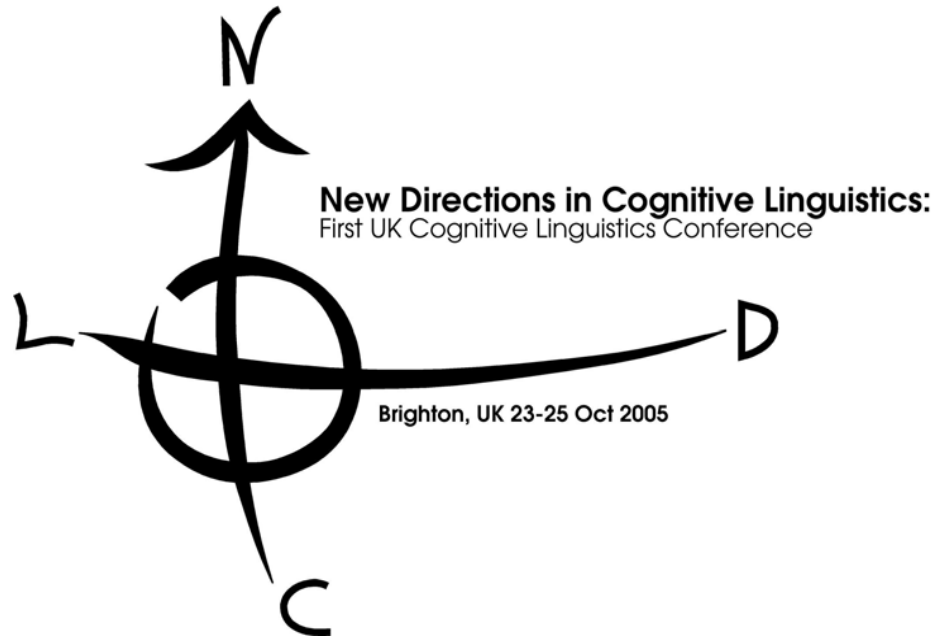 N
New Directions in Cognitive Linguistics:
First UK Cognitive Linguistics Conference
L
D
Brighton, UK 23-25 Oct 2005
C